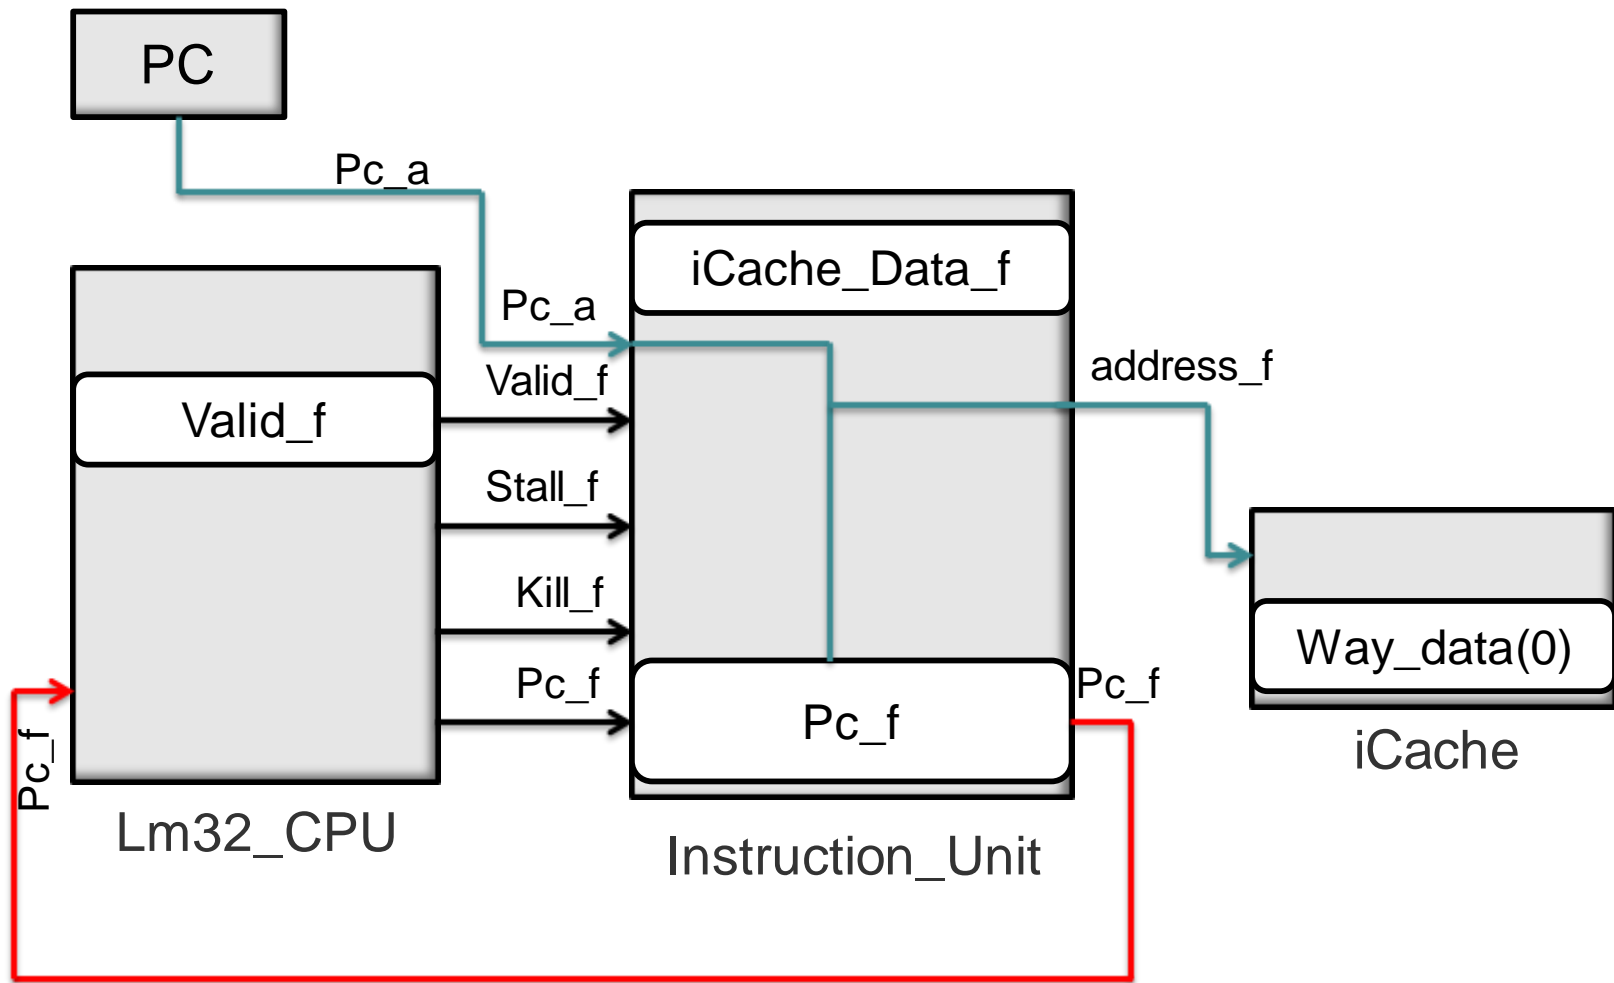 PC
Pc_a
iCache_Data_f
Pc_a
Valid_f
address_f
Valid_f
Stall_f
Kill_f
Way_data(0)
Pc_f
Pc_f
Pc_f
Pc_f
iCache
Lm32_CPU
Instruction_Unit